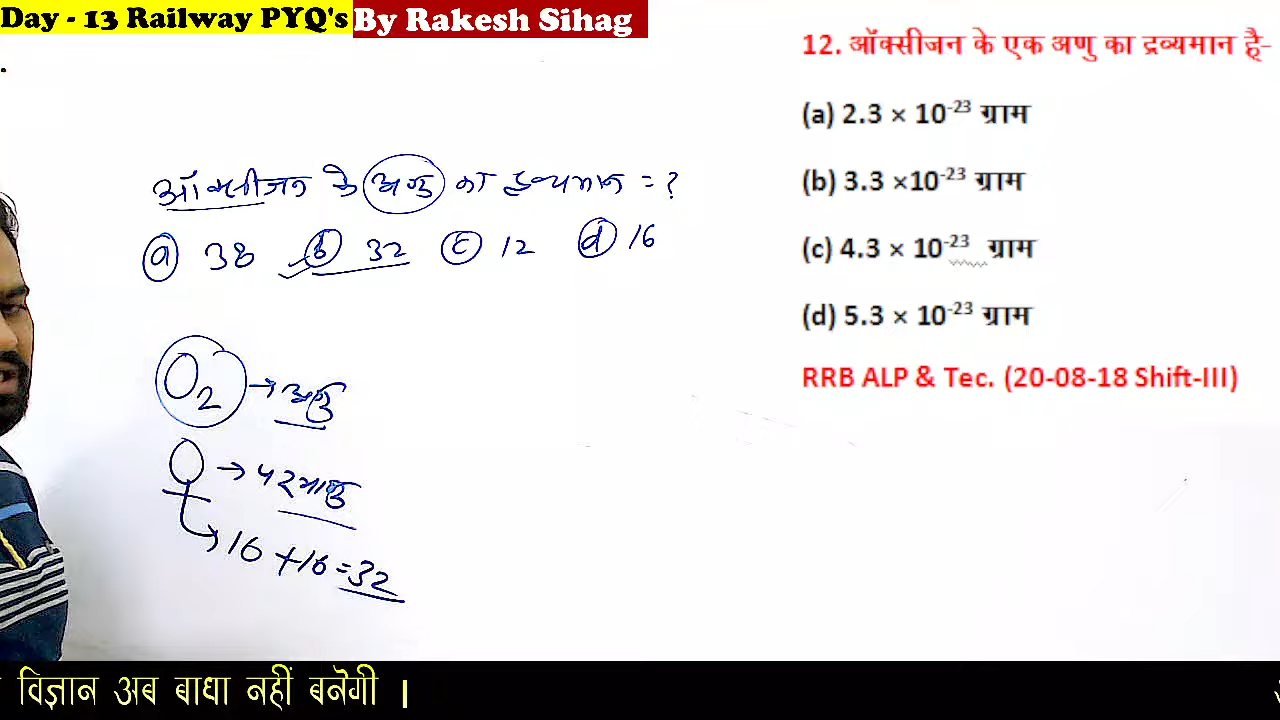 Day - 13 Railway PYQ's By Rakesh Sihag
12. ऑक्सीजन के एक अणु का द्रव्यमान है-
(a) 2.3 × 10⁻²³ ग्राम
(b) 3.3 ×10⁻²³ ग्राम
(c) 4.3 × 10⁻²³ ग्राम
(d) 5.3 × 10⁻²³ ग्राम
RRB ALP & Tec. (20-08-18 Shift-III)
ऑक्सीजन के अणु का द्रव्यमान = ?
(a) 38 (b) 32 (c) 12 (d) 16
O₂ → अणु
O → परमाणु
→ 16 + 16 = 32
विज्ञान अब बाधा नहीं बनेगी ।